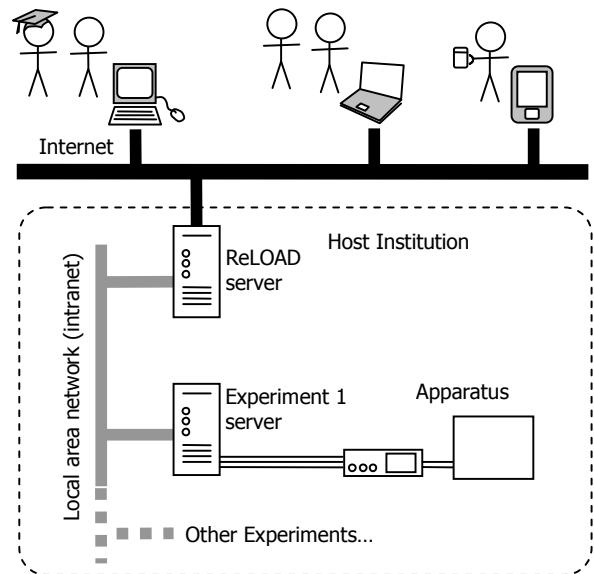 Internet
Host Institution
ReLOAD
server
Local area network (intranet)
Experiment 1
server
Apparatus
Other Experiments...